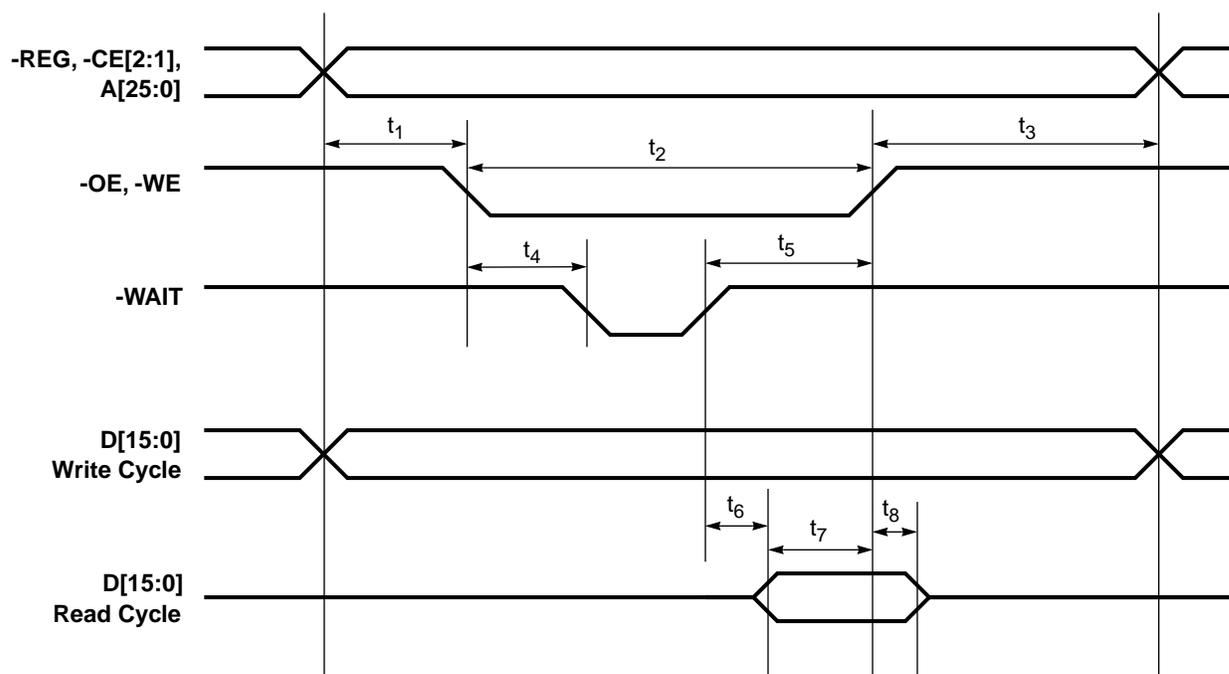 -REG, -CE[2:1],
A[25:0]
t1
t3
t2
-OE, -WE
t4
t5
-WAIT
D[15:0]
Write Cycle
t6
t8
t7
D[15:0]
Read Cycle